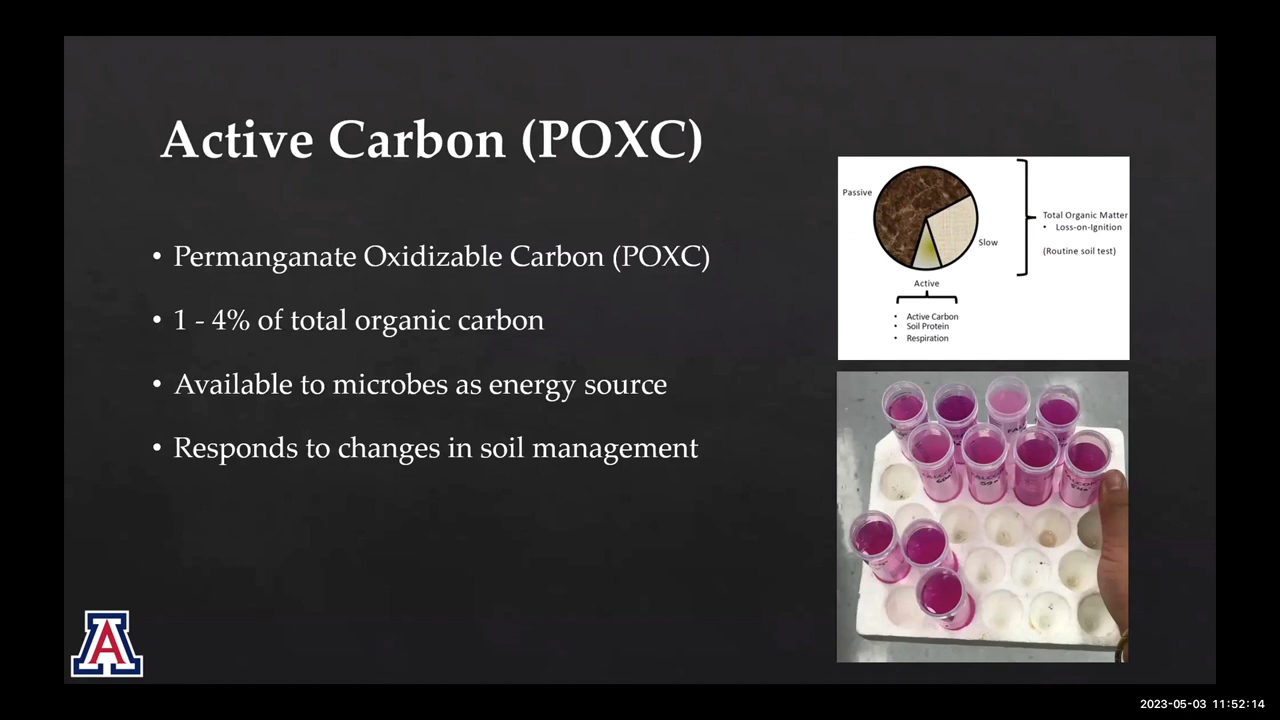 Active Carbon (POXC)
• Permanganate Oxidizable Carbon (POXC)
• 1 - 4% of total organic carbon
• Available to microbes as energy source
• Responds to changes in soil management
Passive
Slow
Active
• Active Carbon
• Soil Protein
• Respiration
Total Organic Matter
• Loss-on-Ignition
(Routine soil test)
A
2023-05-03 11:52:14